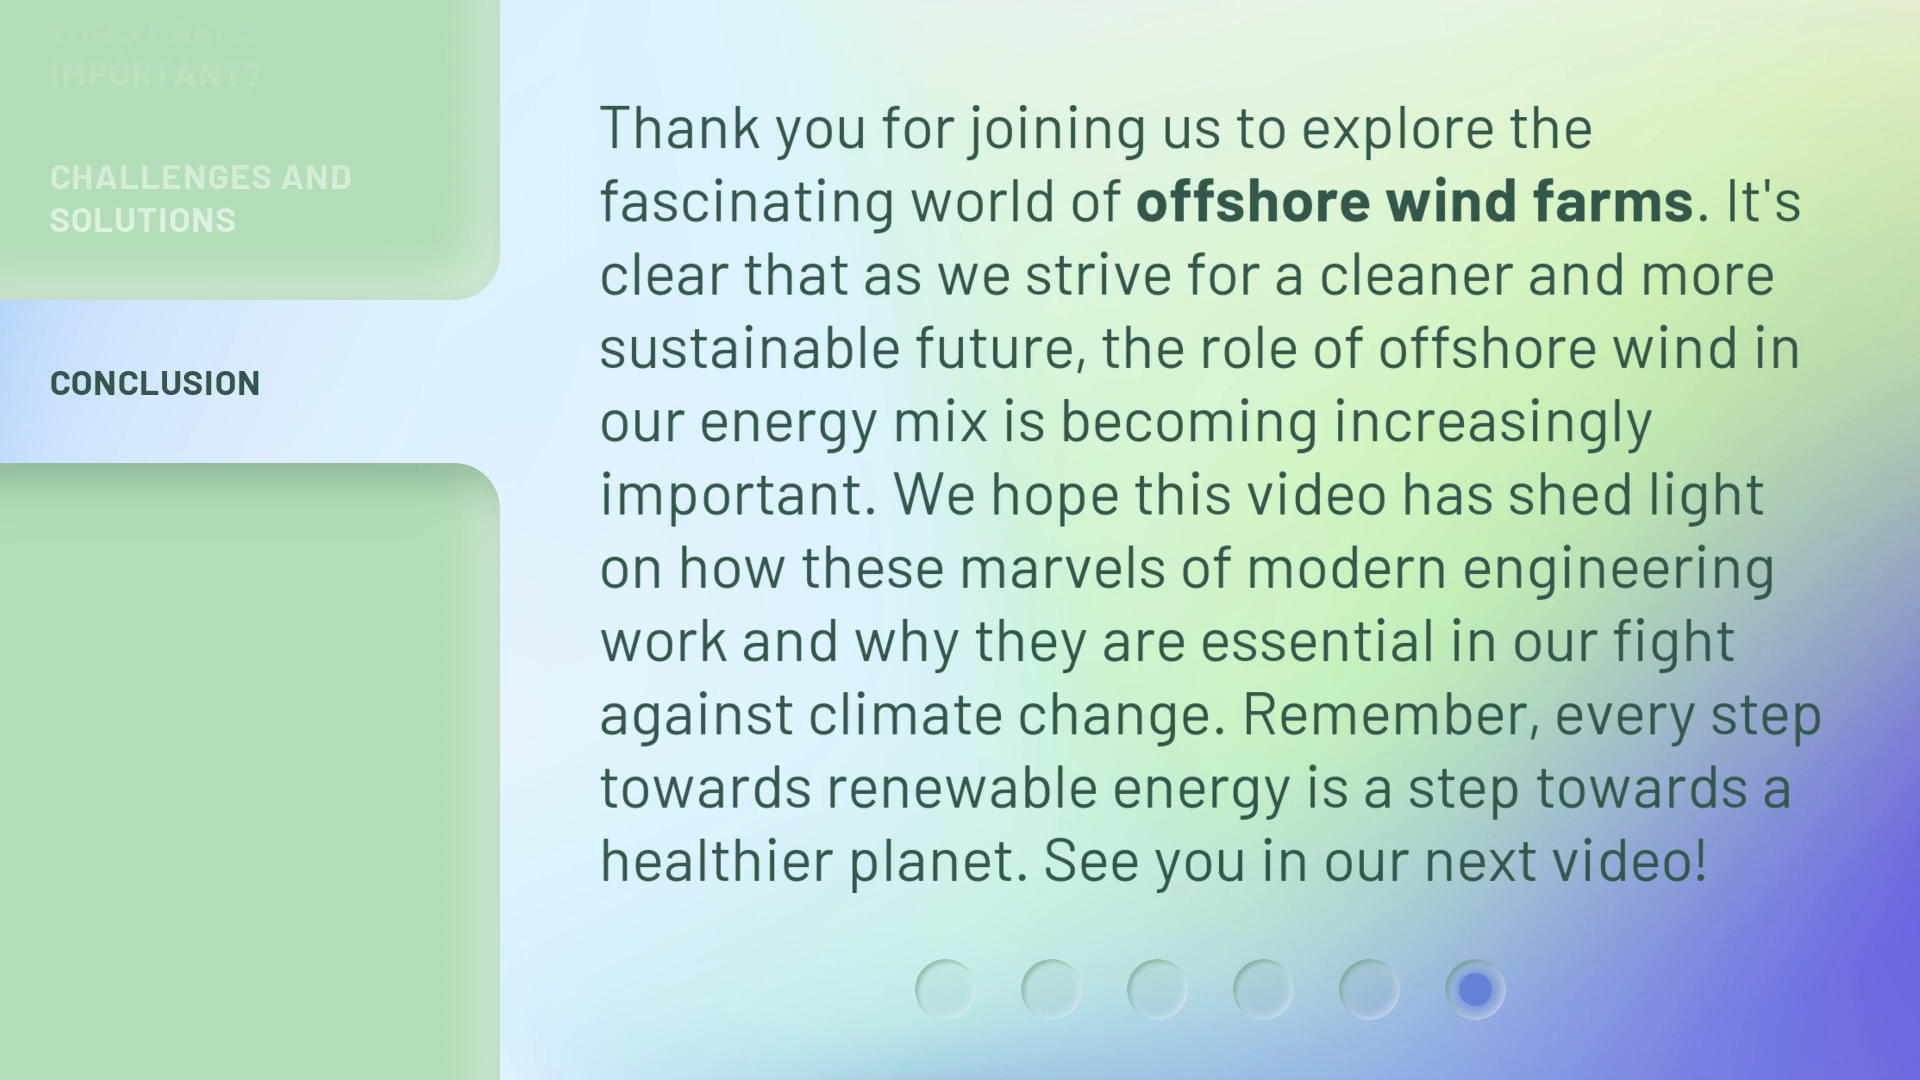 IMPORTANT?
CHALLENGES AND
SOLUTIONS
CONCLUSION
Thank you for joining us to explore the
fascinating world of offshore wind farms. It's
clear that as we strive for a cleaner and more
sustainable future, the role of offshore wind in
our energy mix is becoming increasingly
important. We hope this video has shed light
on how these marvels of modern engineering
work and why they are essential in our fight
against climate change. Remember, every step
towards renewable energy is a step towards a
healthier planet. See you in our next video!